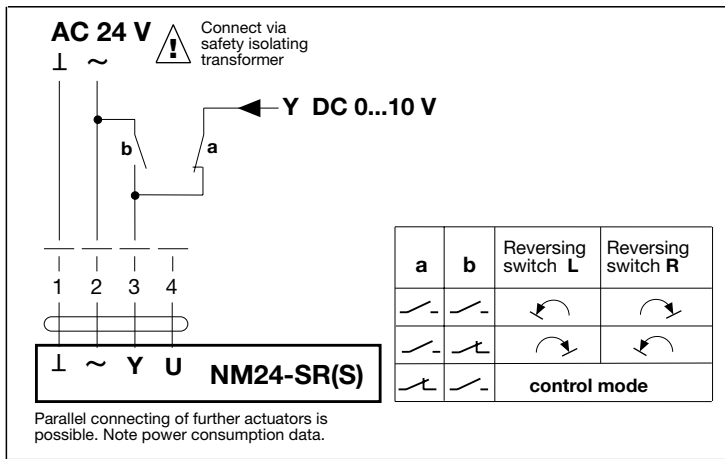 AC 24 V
Connect via
safety isolating
transformer
⊥ ~
!
Y DC 0...10 V
b
a
1 2 3 4
⊥ ~ Y U
NM24-SR(S)
Parallel connecting of further actuators is
possible. Note power consumption data.
a b Reversing switch L Reversing switch R
control mode